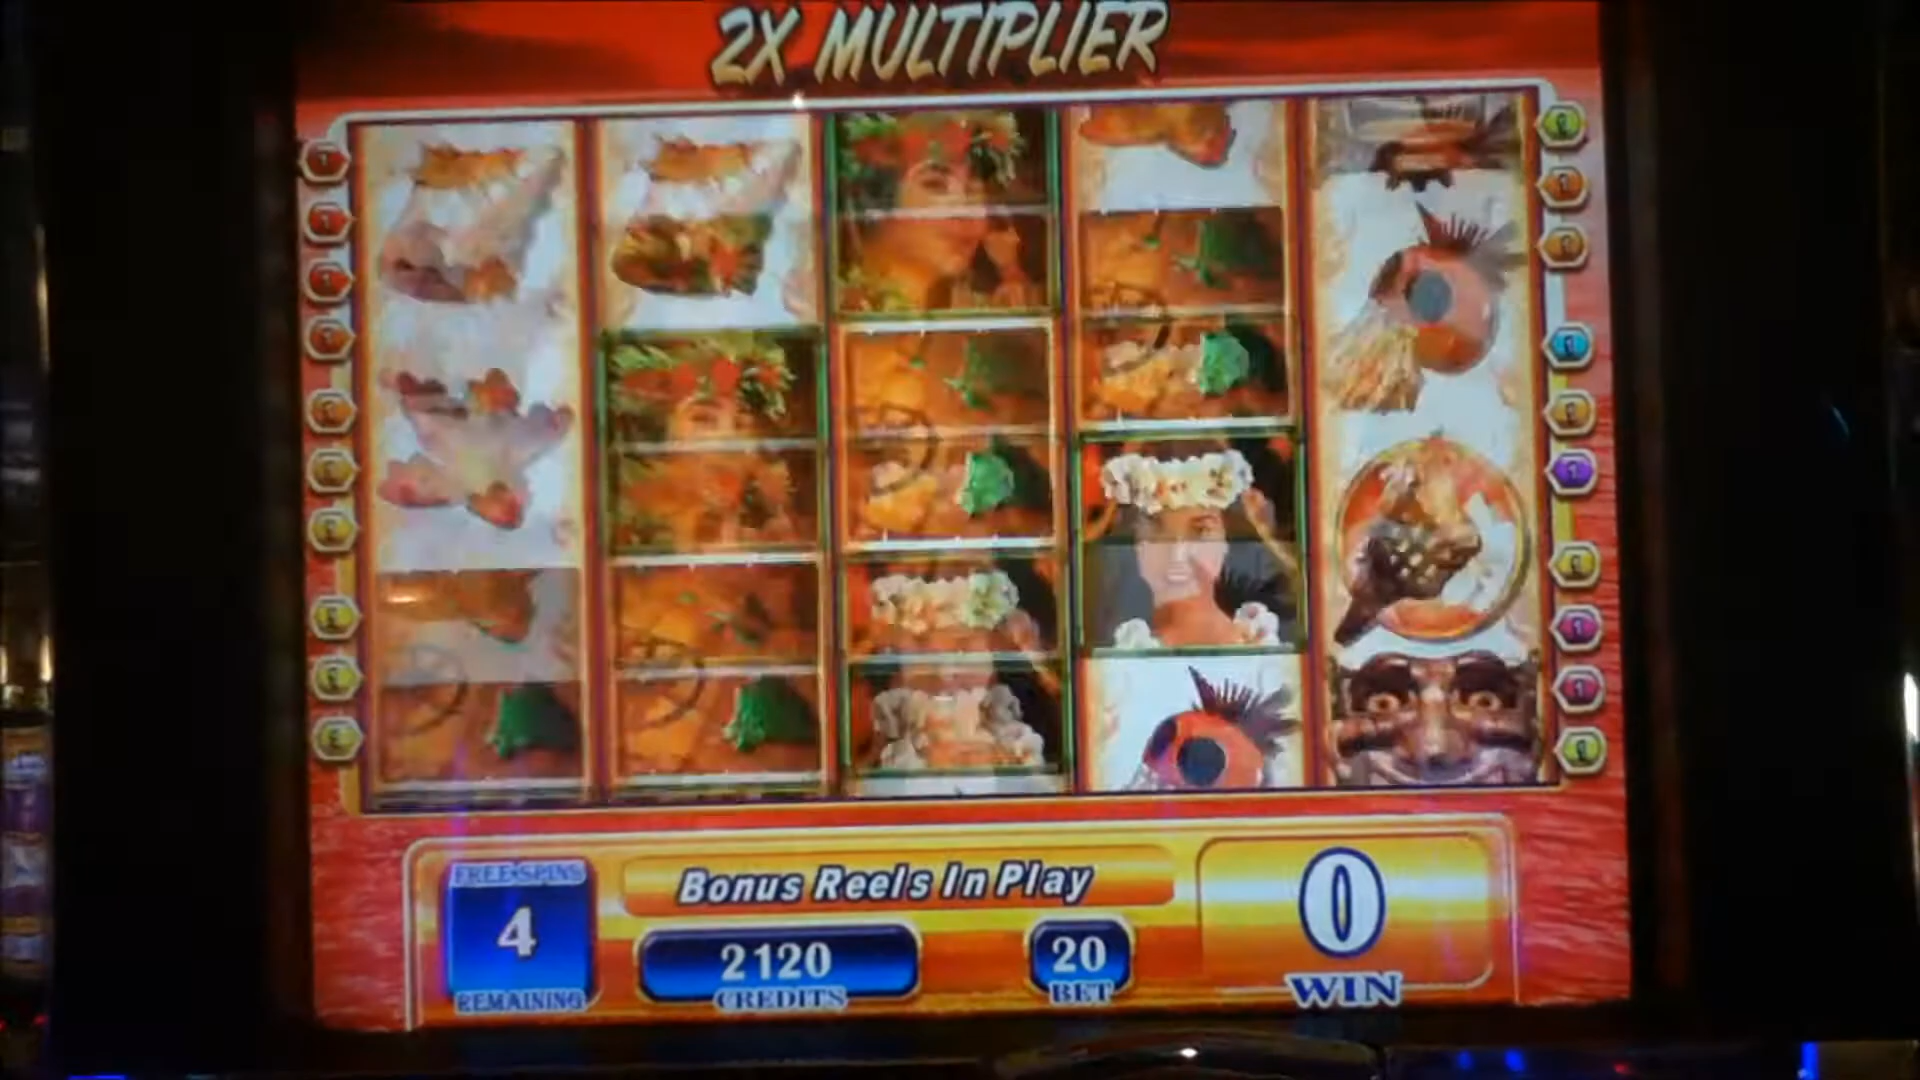 2X MULTIPLIER
FREE SPINS
4
REMAINING
Bonus Reels In Play
2120
CREDITS
20
BET
0
WIN